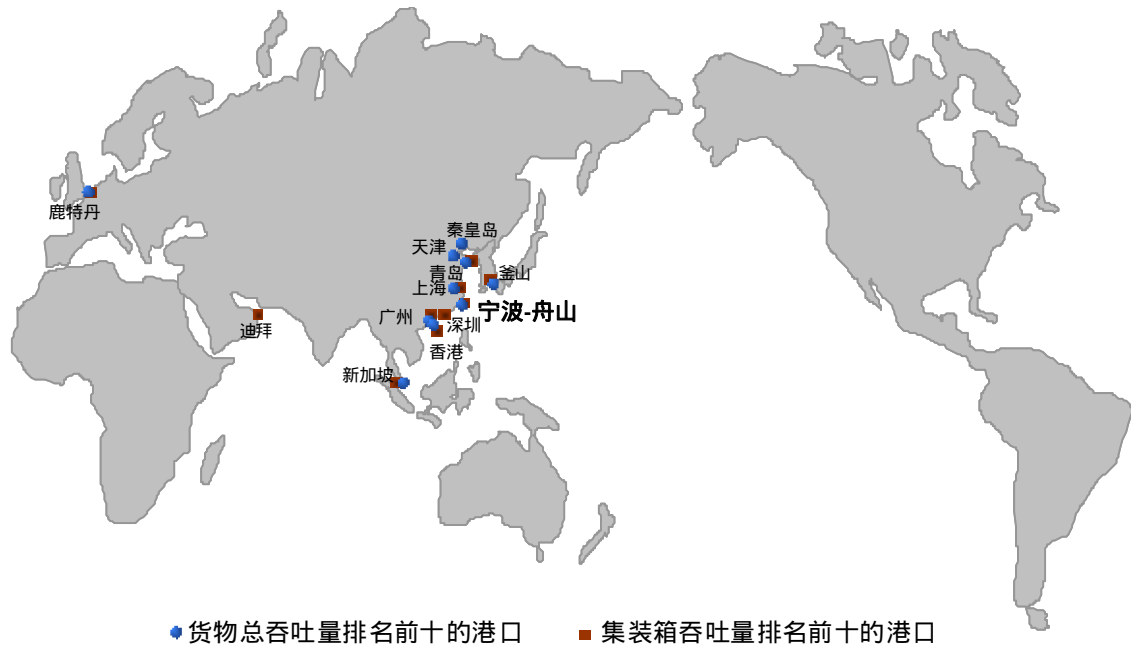 秦皇岛
天津
鹿特丹
青岛
釜山
上海
宁波-舟山
广州
深圳
迪拜
香港
新加坡
货物总吞吐量排名前十的港口
集装箱吞吐量排名前十的港口